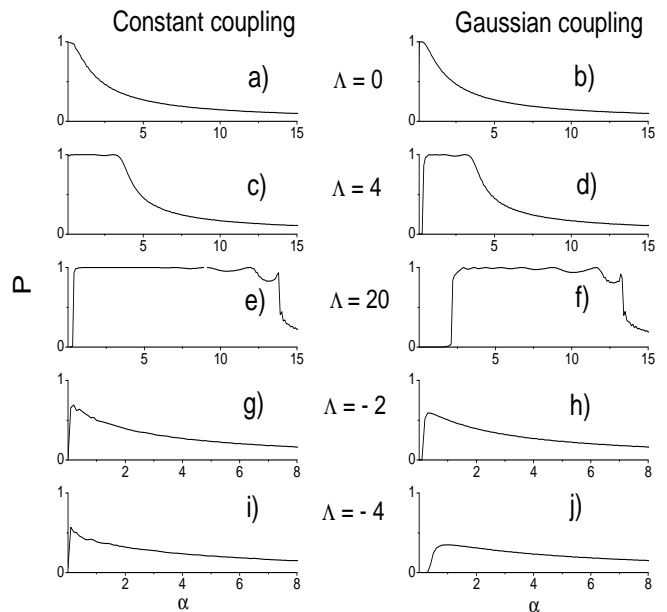 Constant coupling Gaussian coupling
1 a) Λ = 0 1 b)
0 5 10 15 0 5 10 15
1 c) Λ = 4 1 d)
0 5 10 15 0 5 10 15
P 1 e) Λ = 20 1 f)
0 5 10 15 0 5 10 15
1 g) Λ = - 2 1 h)
0 2 4 6 8 0 2 4 6 8
1 i) Λ = - 4 1 j)
0 2 4 6 8 0 2 4 6 8
α α